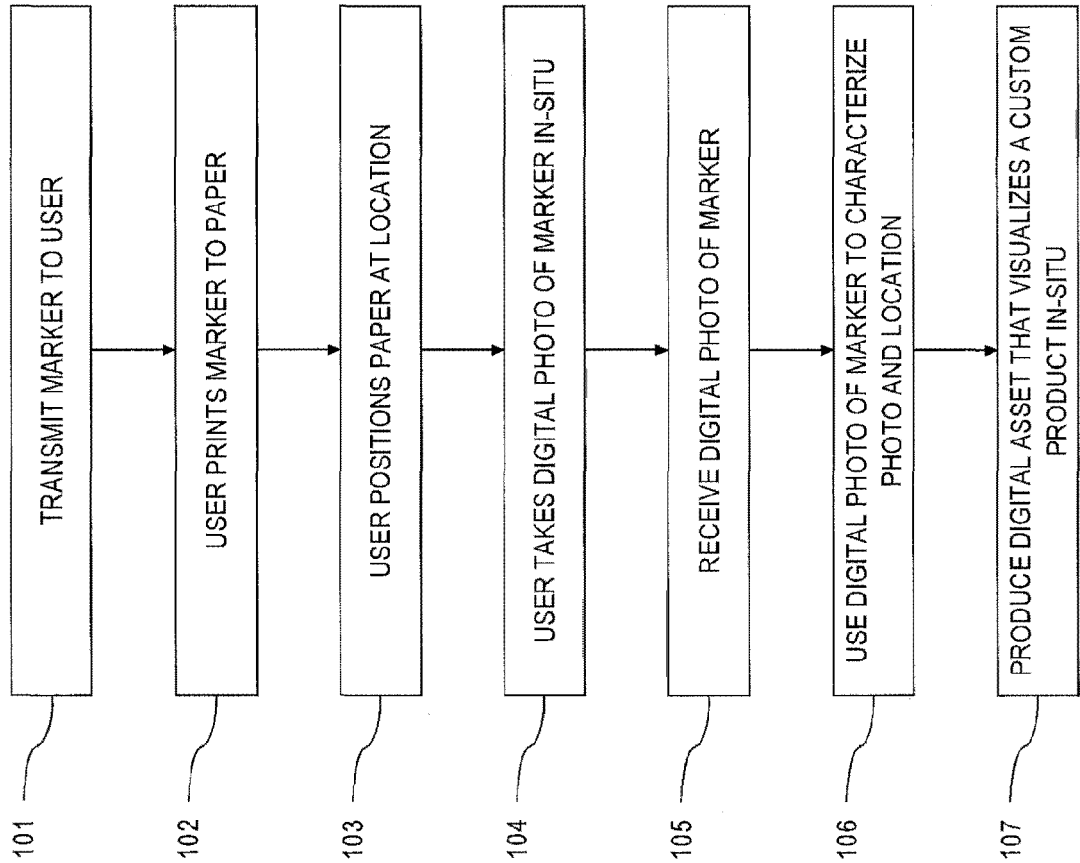 101
TRANSMIT MARKER TO USER
102
USER PRINTS MARKER TO PAPER
103
USER POSITIONS PAPER AT LOCATION
104
USER TAKES DIGITAL PHOTO OF MARKER IN-SITU
105
RECEIVE DIGITAL PHOTO OF MARKER
106
USE DIGITAL PHOTO OF MARKER TO CHARACTERIZE
PHOTO AND LOCATION
107
PRODUCE DIGITAL ASSET THAT VISUALIZES A CUSTOM
PRODUCT IN-SITU